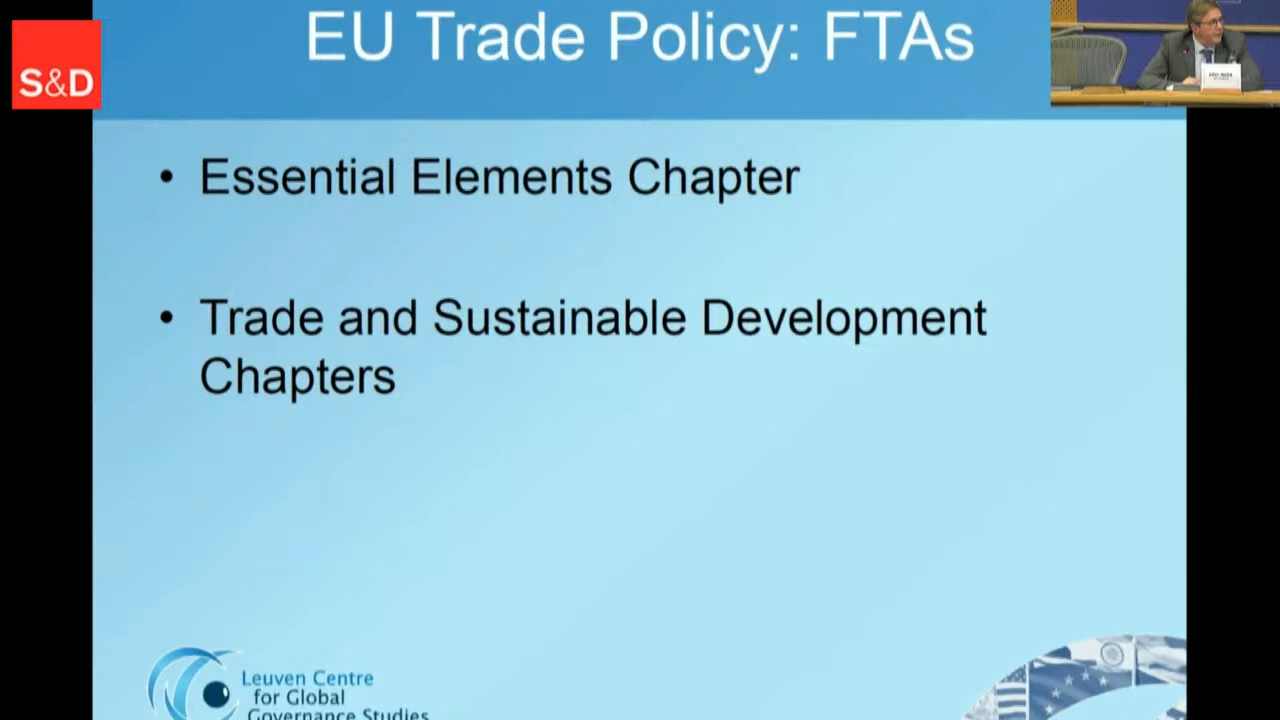 EU Trade Policy: FTAs
S&D
• Essential Elements Chapter
• Trade and Sustainable Development
Chapters
Leuven Centre
for Global
Governance Studies